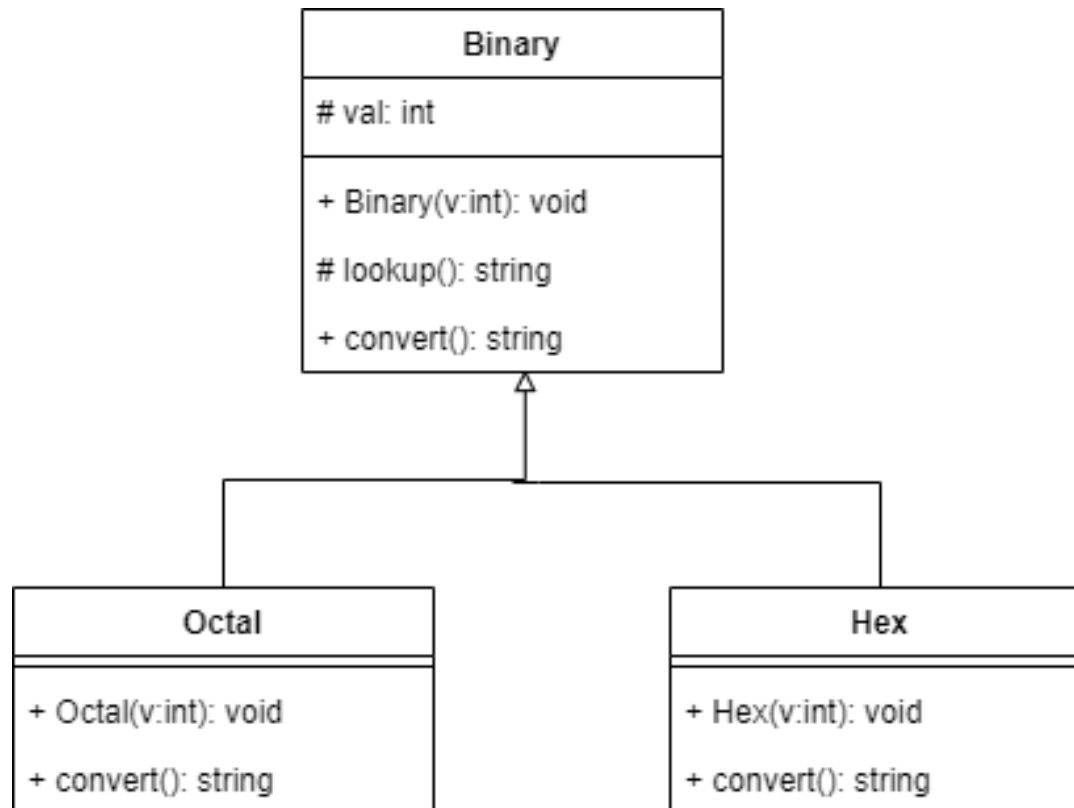 Binary
# val: int
+ Binary(v:int): void
# lookup(): string
+ convert(): string
Octal
+ Octal(v:int): void
+ convert(): string
Hex
+ Hex(v:int): void
+ convert(): string